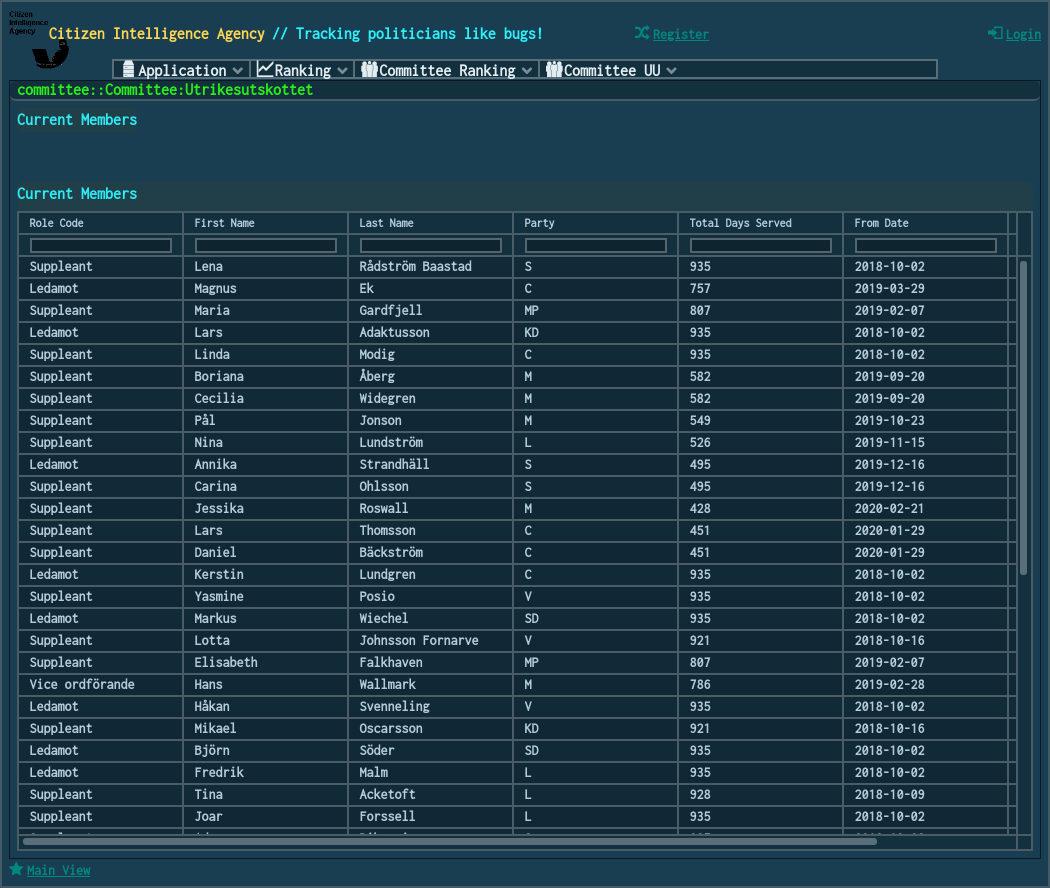 Citizen
Intelligence
Agency
Citizen Intelligence Agency // Tracking politicians like bugs!
Register
Login
Application Ranking Committee Ranking Committee UU
committee::Committee:Utrikesutskottet
Current Members
Current Members
Role Code First Name Last Name Party Total Days Served From Date
Suppleant Lena Rådström Baastad S 935 2018-10-02
Ledamot Magnus Ek C 757 2019-03-29
Suppleant Maria Gardfjell MP 807 2019-02-07
Ledamot Lars Adaktusson KD 935 2018-10-02
Suppleant Linda Modig C 935 2018-10-02
Suppleant Boriana Åberg M 582 2019-09-20
Suppleant Cecilia Widegren M 582 2019-09-20
Suppleant Pål Jonson M 549 2019-10-23
Suppleant Nina Lundström L 526 2019-11-15
Ledamot Annika Strandhäll S 495 2019-12-16
Suppleant Carina Ohlsson S 495 2019-12-16
Suppleant Jessika Roswall M 428 2020-02-21
Suppleant Lars Thomsson C 451 2020-01-29
Suppleant Daniel Bäckström C 451 2020-01-29
Ledamot Kerstin Lundgren C 935 2018-10-02
Suppleant Yasmine Posio V 935 2018-10-02
Ledamot Markus Wiechel SD 935 2018-10-02
Suppleant Lotta Johnsson Fornarve V 921 2018-10-16
Suppleant Elisabeth Falkhaven MP 807 2019-02-07
Vice ordförande Hans Wallmark M 786 2019-02-28
Ledamot Håkan Svenneling V 935 2018-10-02
Suppleant Mikael Oscarsson KD 921 2018-10-16
Ledamot Björn Söder SD 935 2018-10-02
Ledamot Fredrik Malm L 935 2018-10-02
Suppleant Tina Acketoft L 928 2018-10-09
Suppleant Joar Forssell L 935 2018-10-02
Main View